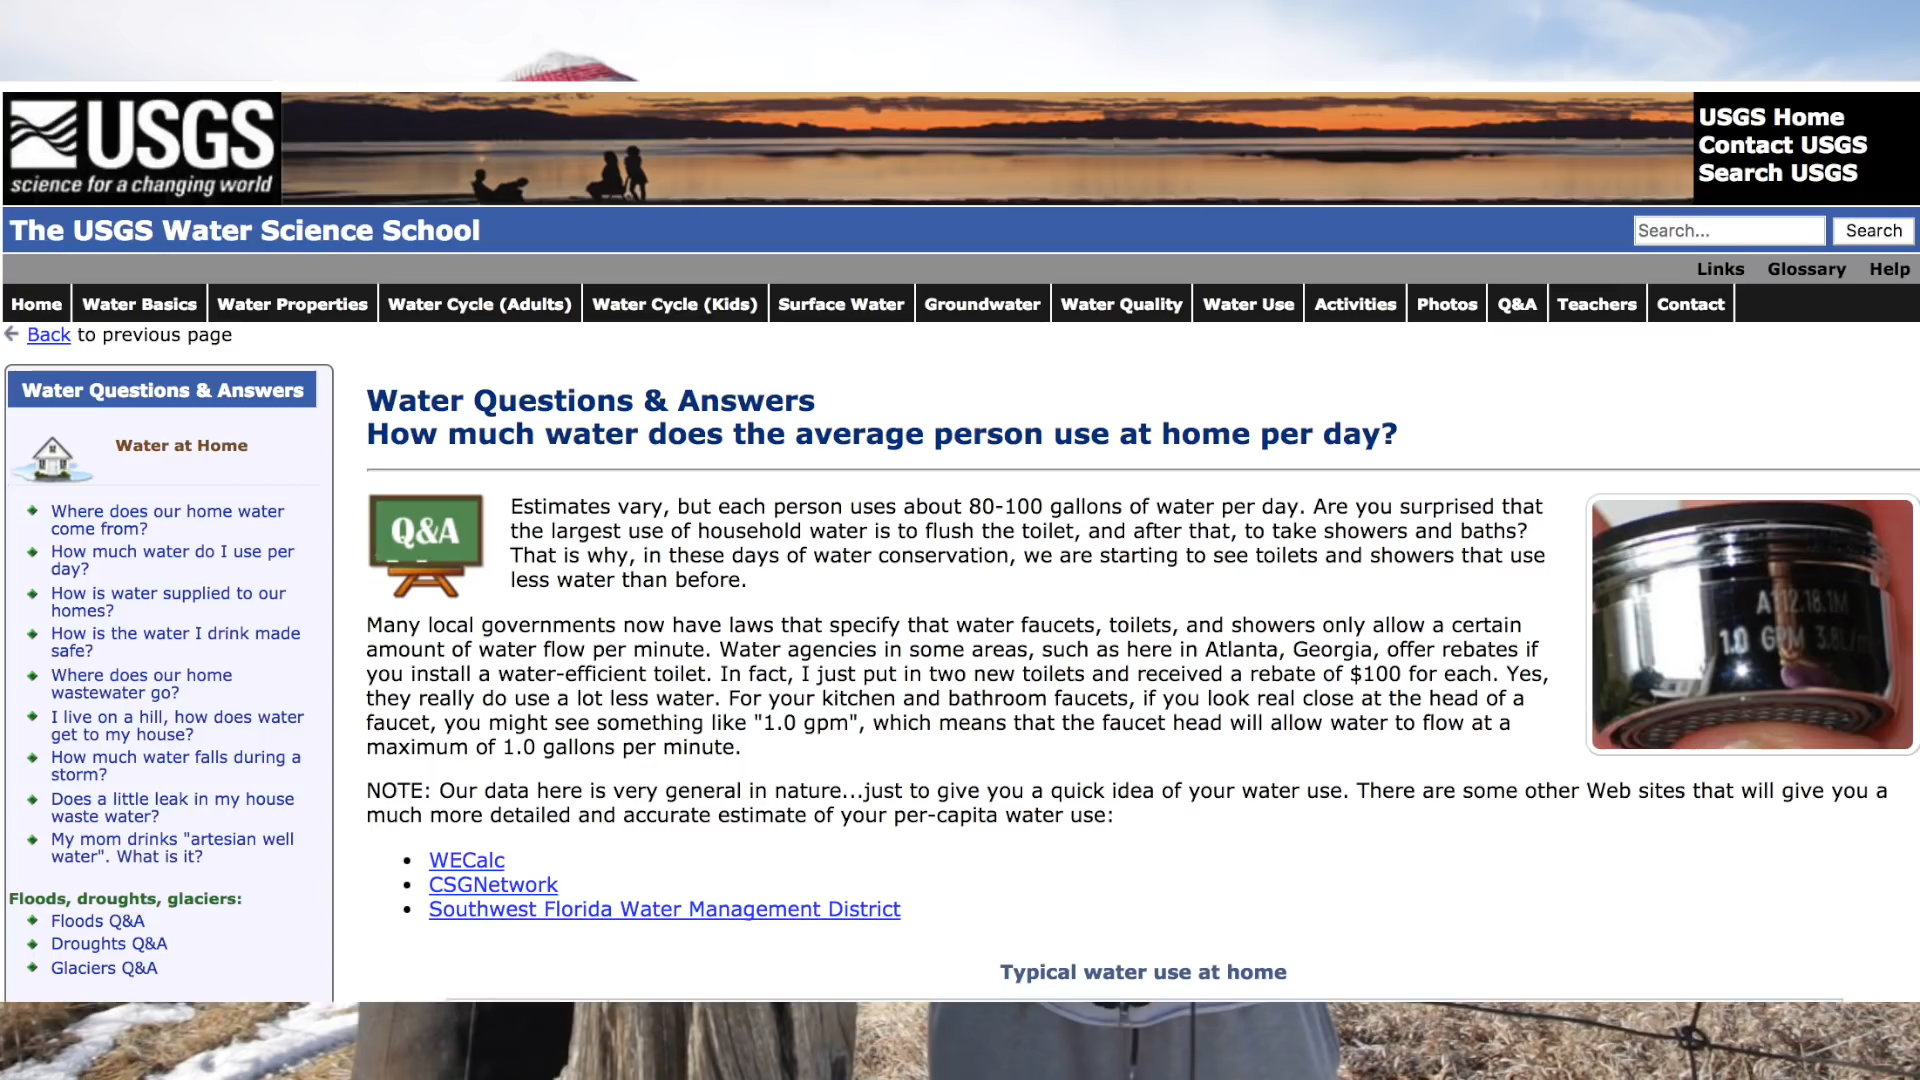 USGS
science for a changing world
USGS Home
Contact USGS
Search USGS
The USGS Water Science School
Search...
Search
Links Glossary Help
Home Water Basics Water Properties Water Cycle (Adults) Water Cycle (Kids) Surface Water Groundwater Water Quality Water Use Activities Photos Q&A Teachers Contact
Back to previous page
Water Questions & Answers
Water at Home
Where does our home water
come from?
How much water do I use per
day?
How is water supplied to our
homes?
How is the water I drink made
safe?
Where does our home
wastewater go?
I live on a hill, how does water
get to my house?
How much water falls during a
storm?
Does a little leak in my house
waste water?
My mom drinks "artesian well
water". What is it?
Floods, droughts, glaciers:
Floods Q&A
Droughts Q&A
Glaciers Q&A
Water Questions & Answers
How much water does the average person use at home per day?
Q&A
Estimates vary, but each person uses about 80-100 gallons of water per day. Are you surprised that
the largest use of household water is to flush the toilet, and after that, to take showers and baths?
That is why, in these days of water conservation, we are starting to see toilets and showers that use
less water than before.
A112.18.1M
1.0 GPM 3.8L/m
Many local governments now have laws that specify that water faucets, toilets, and showers only allow a certain
amount of water flow per minute. Water agencies in some areas, such as here in Atlanta, Georgia, offer rebates if
you install a water-efficient toilet. In fact, I just put in two new toilets and received a rebate of $100 for each. Yes,
they really do use a lot less water. For your kitchen and bathroom faucets, if you look real close at the head of a
faucet, you might see something like "1.0 gpm", which means that the faucet head will allow water to flow at a
maximum of 1.0 gallons per minute.
NOTE: Our data here is very general in nature...just to give you a quick idea of your water use. There are some other Web sites that will give you a
much more detailed and accurate estimate of your per-capita water use:
WECalc
CSGNetwork
Southwest Florida Water Management District
Typical water use at home